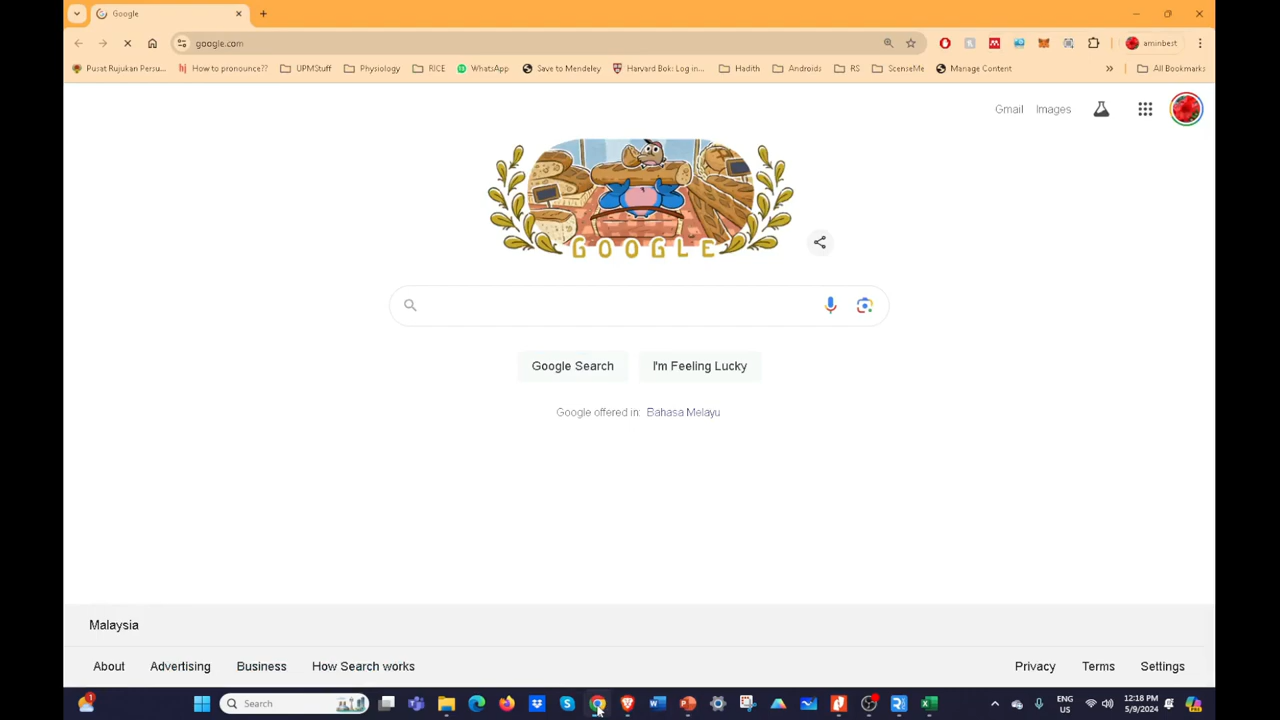 Google
google.com
aminbest
Pusat Rujukan Persu...
How to pronounce??
UPMStuff
Physiology
RICE
WhatsApp
Save to Mendeley
Harvard Bok: Log in...
Hadith
Androids
RS
ScenseMe
Manage Content
All Bookmarks
Gmail
Images
GOOGLE
Google Search
I'm Feeling Lucky
Google offered in: Bahasa Melayu
Malaysia
About
Advertising
Business
How Search works
Privacy
Terms
Settings
1
Search
ENG
US
12:18 PM
5/9/2024